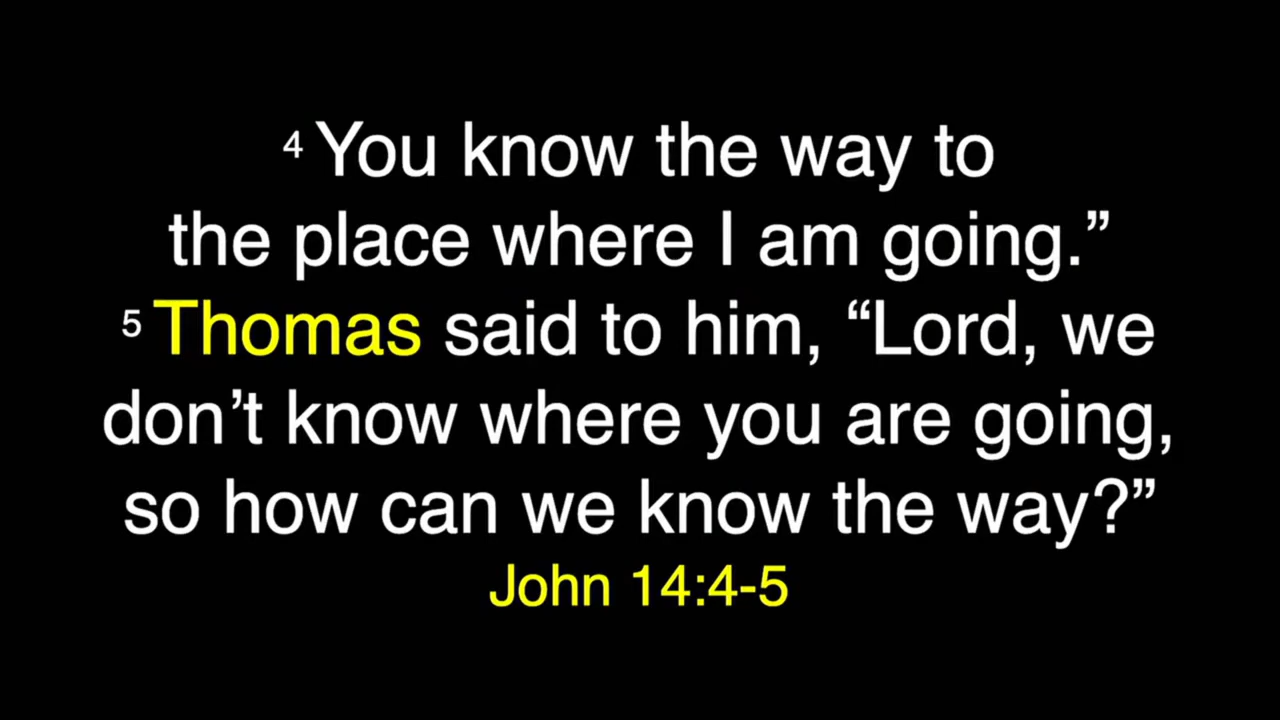 4 You know the way to
the place where I am going.”
5 Thomas said to him, “Lord, we
don’t know where you are going,
so how can we know the way?”
John 14:4-5